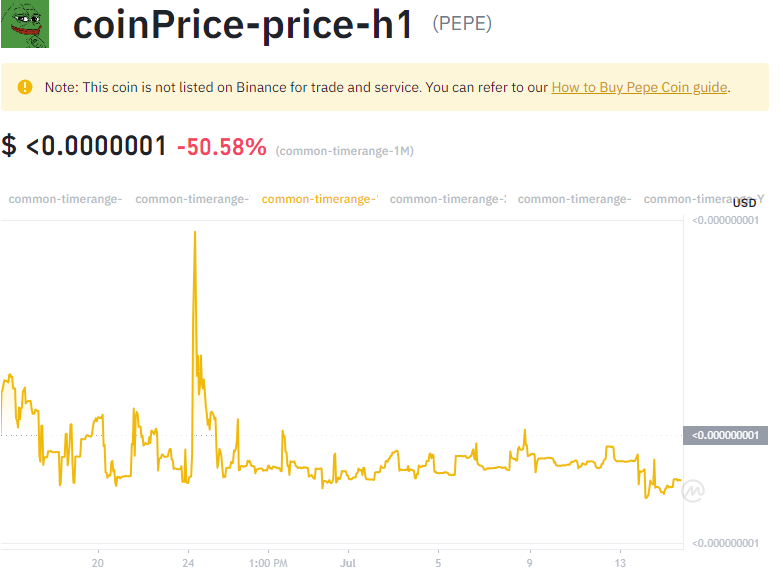 coinPrice-price-h1 (PEPE)
Note: This coin is not listed on Binance for trade and service. You can refer to our How to Buy Pepe Coin guide.
$ <0.0000001 -50.58% (common-timerange-1M)
common-timerange- common-timerange- common-timerange- common-timerange- common-timerange- common-timerange-Y
USD
<0.000000001
<0.000000001
<0.000000001
20 24 1:00 PM Jul 5 9 13